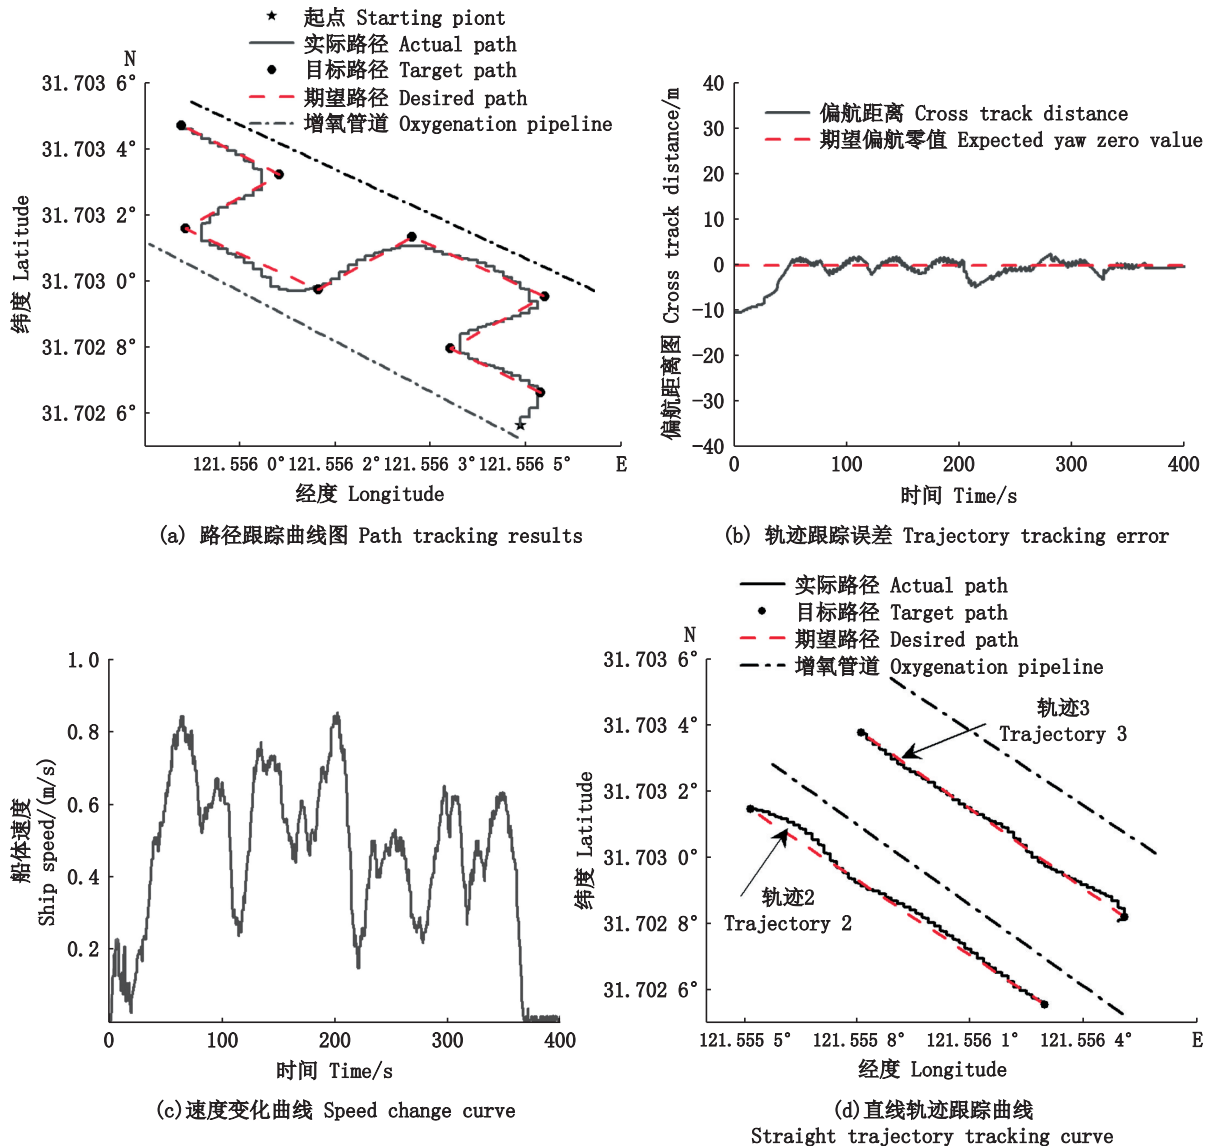 起点 Starting piont
实际路径 Actual path
目标路径 Target path
期望路径 Desired path
增氧管道 Oxygenation pipeline
N
31.703 6°
31.703 4°
31.703 2°
31.703 0°
31.702 8°
31.702 6°
纬度 Latitude
121.556 0° 121.556 2° 121.556 3° 121.556 5° E
经度 Longitude
(a) 路径跟踪曲线图 Path tracking results
偏航距离 Cross track distance
期望偏航零值 Expected yaw zero value
40
30
20
10
0
-10
-20
-30
-40
偏航距离图 Cross track distance/m
0 100 200 300 400
时间 Time/s
(b) 轨迹跟踪误差 Trajectory tracking error
1.0
0.8
0.6
0.4
0.2
船体速度
Ship speed/(m/s)
0 100 200 300 400
时间 Time/s
(c)速度变化曲线 Speed change curve
实际路径 Actual path
目标路径 Target path
期望路径 Desired path
增氧管道 Oxygenation pipeline
N
31.703 6°
31.703 4°
31.703 2°
31.703 0°
31.702 8°
31.702 6°
纬度 Latitude
轨迹3
Trajectory 3
轨迹2
Trajectory 2
121.555 5° 121.555 8° 121.556 1° 121.556 4° E
经度 Longitude
(d)直线轨迹跟踪曲线
Straight trajectory tracking curve